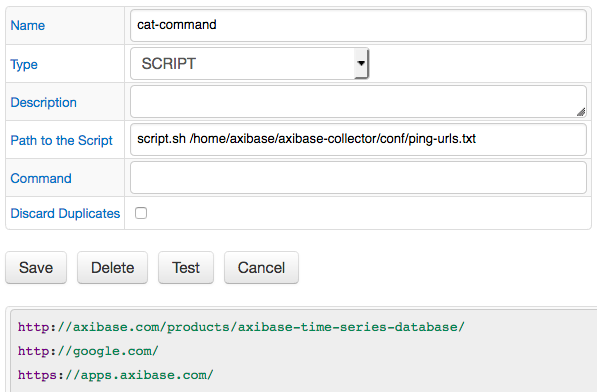 Name cat-command
Type SCRIPT
Description
Path to the Script script.sh /home/axibase/axibase-collector/conf/ping-urls.txt
Command
Discard Duplicates
Save Delete Test Cancel
http://axibase.com/products/axibase-time-series-database/
http://google.com/
https://apps.axibase.com/